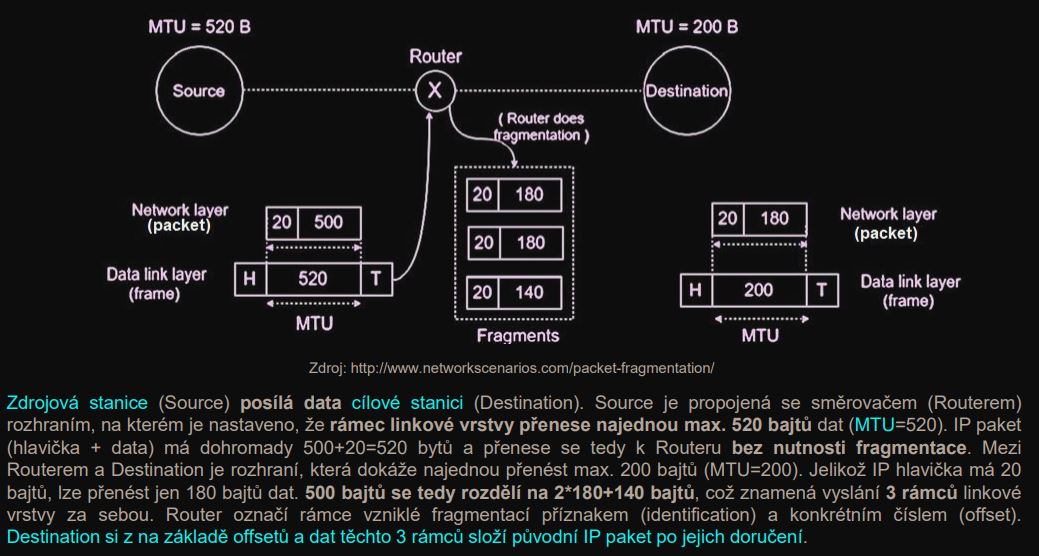 MTU = 520 B
MTU = 200 B
Router
Source
X
Destination
( Router does
fragmentation )
20 180
20 180
20 140
Fragments
Network layer
(packet)
20 500
Data link layer
(frame)
H 520 T
MTU
20 180
Network layer
(packet)
H 200 T
Data link layer
(frame)
MTU
Zdroj: http://www.networkscenarios.com/packet-fragmentation/
Zdrojová stanice (Source) posílá data cílové stanici (Destination). Source je propojená se směrovačem (Routerem)
rozhraním, na kterém je nastaveno, že rámec linkové vrstvy přenese najednou max. 520 bajtů dat (MTU=520). IP paket
(hlavička + data) má dohromady 500+20=520 bytů a přenese se tedy k Routeru bez nutnosti fragmentace. Mezi
Routerem a Destination je rozhraní, která dokáže najednou přenést max. 200 bajtů (MTU=200). Jelikož IP hlavička má 20
bajtů, lze přenést jen 180 bajtů dat. 500 bajtů se tedy rozdělí na 2*180+140 bajtů, což znamená vyslání 3 rámců linkové
vrstvy za sebou. Router označí rámce vzniklé fragmentací příznakem (identification) a konkrétním číslem (offset).
Destination si z na základě offsetů a dat těchto 3 rámců složí původní IP paket po jejich doručení.